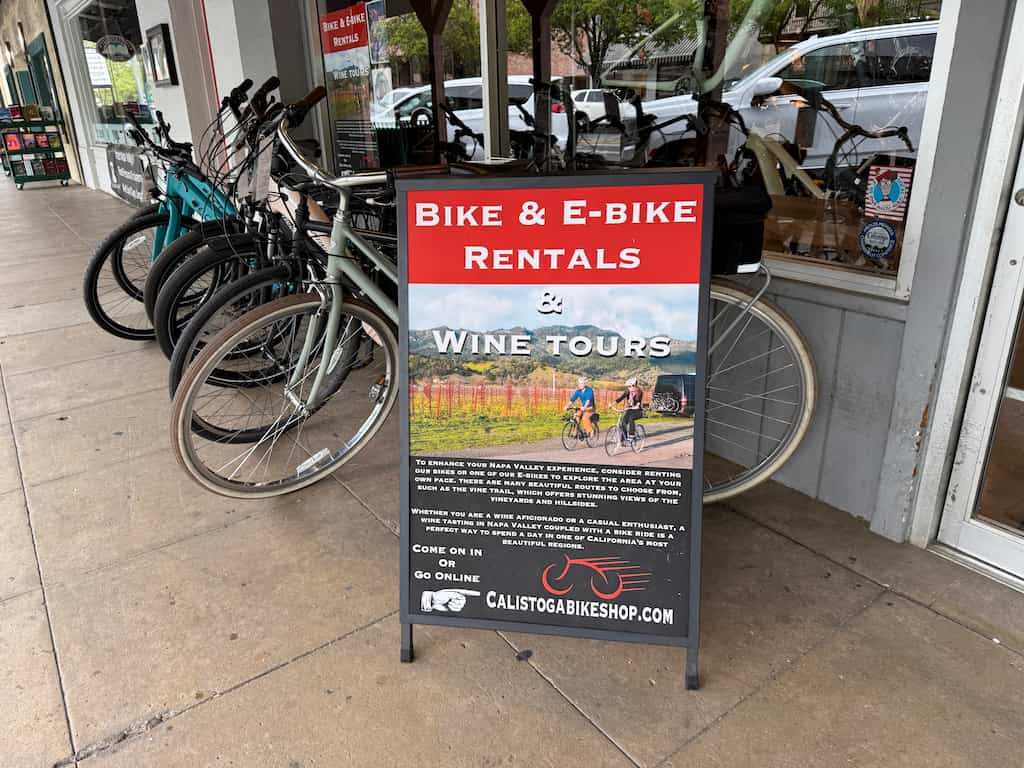 Bike & E-bike
Rentals
& 
Wine Tours
Bike & E-Bike
Rentals
&
Wine tours
To enhance your Napa Valley experience, consider renting
our bikes or one of our E-bikes to explore the area at your
own pace. There are many beautiful routes to choose from,
such as the Vine Trail, which offers stunning views of the
vineyards and hillsides.
Whether you are a wine aficionado or a casual enthusiast, a
wine tasting in Napa Valley coupled with a bike ride is a
perfect way to spend a day in one of California's most
beautiful regions.
Come on in
or
Go Online
Calistogabikeshop.com